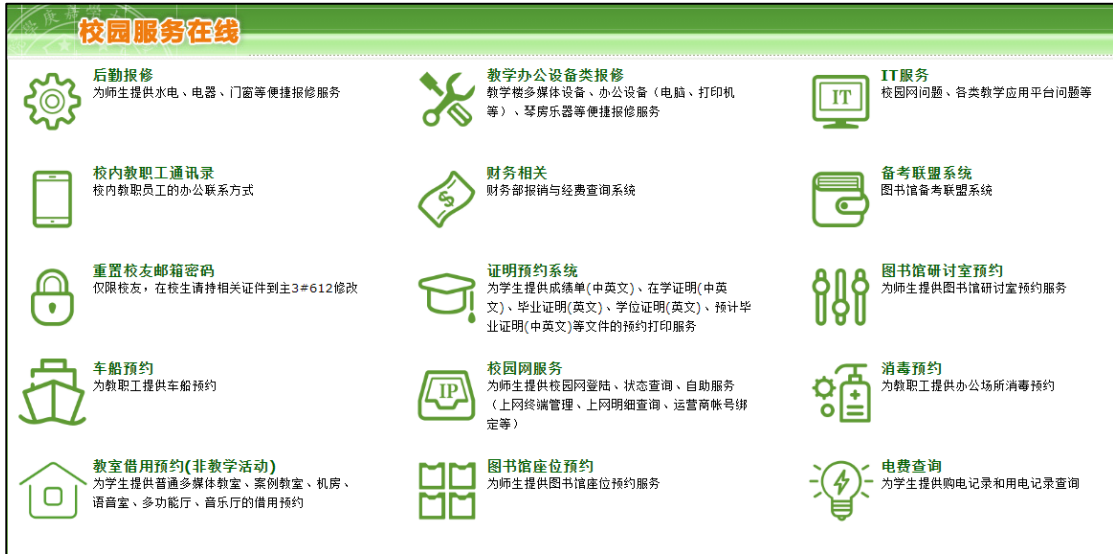 校园服务在线
后勤报修
为师生提供水电、电器、门窗等便捷报修服务
教学办公设备类报修
教学楼多媒体设备、办公设备（电脑、打印机
等）、琴房乐器等便捷报修服务
IT服务
校园网问题、各类教学应用平台问题等
IT
校内教职工通讯录
校内教职员工的办公联系方式
财务相关
财务部报销与经费查询系统
$
备考联盟系统
图书馆备考联盟系统
重置校友邮箱密码
仅限校友，在校生请持相关证件到主3#612修改
证明预约系统
为学生提供成绩单(中英文)、在学证明(中英
文)、毕业证明(英文)、学位证明(英文)、预计毕
业证明(中英文)等文件的预约打印服务
图书馆研讨室预约
为师生提供图书馆研讨室预约服务
车船预约
为教职工提供车船预约
校园网服务
为师生提供校园网登陆、状态查询、自助服务
（上网终端管理、上网明细查询、运营商帐号绑
定等）
IP
消毒预约
为教职工提供办公场所消毒预约
教室借用预约(非教学活动)
为学生提供普通多媒体教室、案例教室、机房、
语音室、多功能厅、音乐厅的借用预约
图书馆座位预约
为师生提供图书馆座位预约服务
电费查询
为学生提供购电记录和用电记录查询